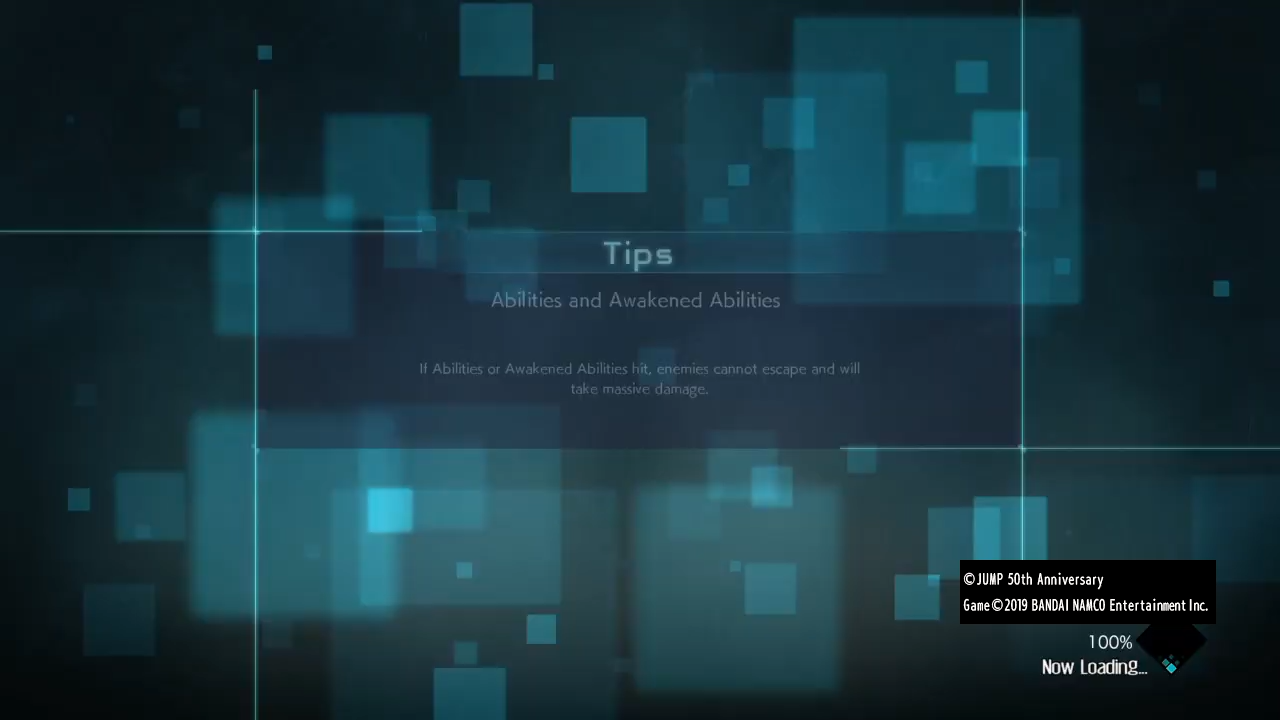 Tips
Abilities and Awakened Abilities
If Abilities or Awakened Abilities hit, enemies cannot escape and will
take massive damage.
©JUMP 50th Anniversary
Game©2019 BANDAI NAMCO Entertainment Inc.
100%
Now Loading...